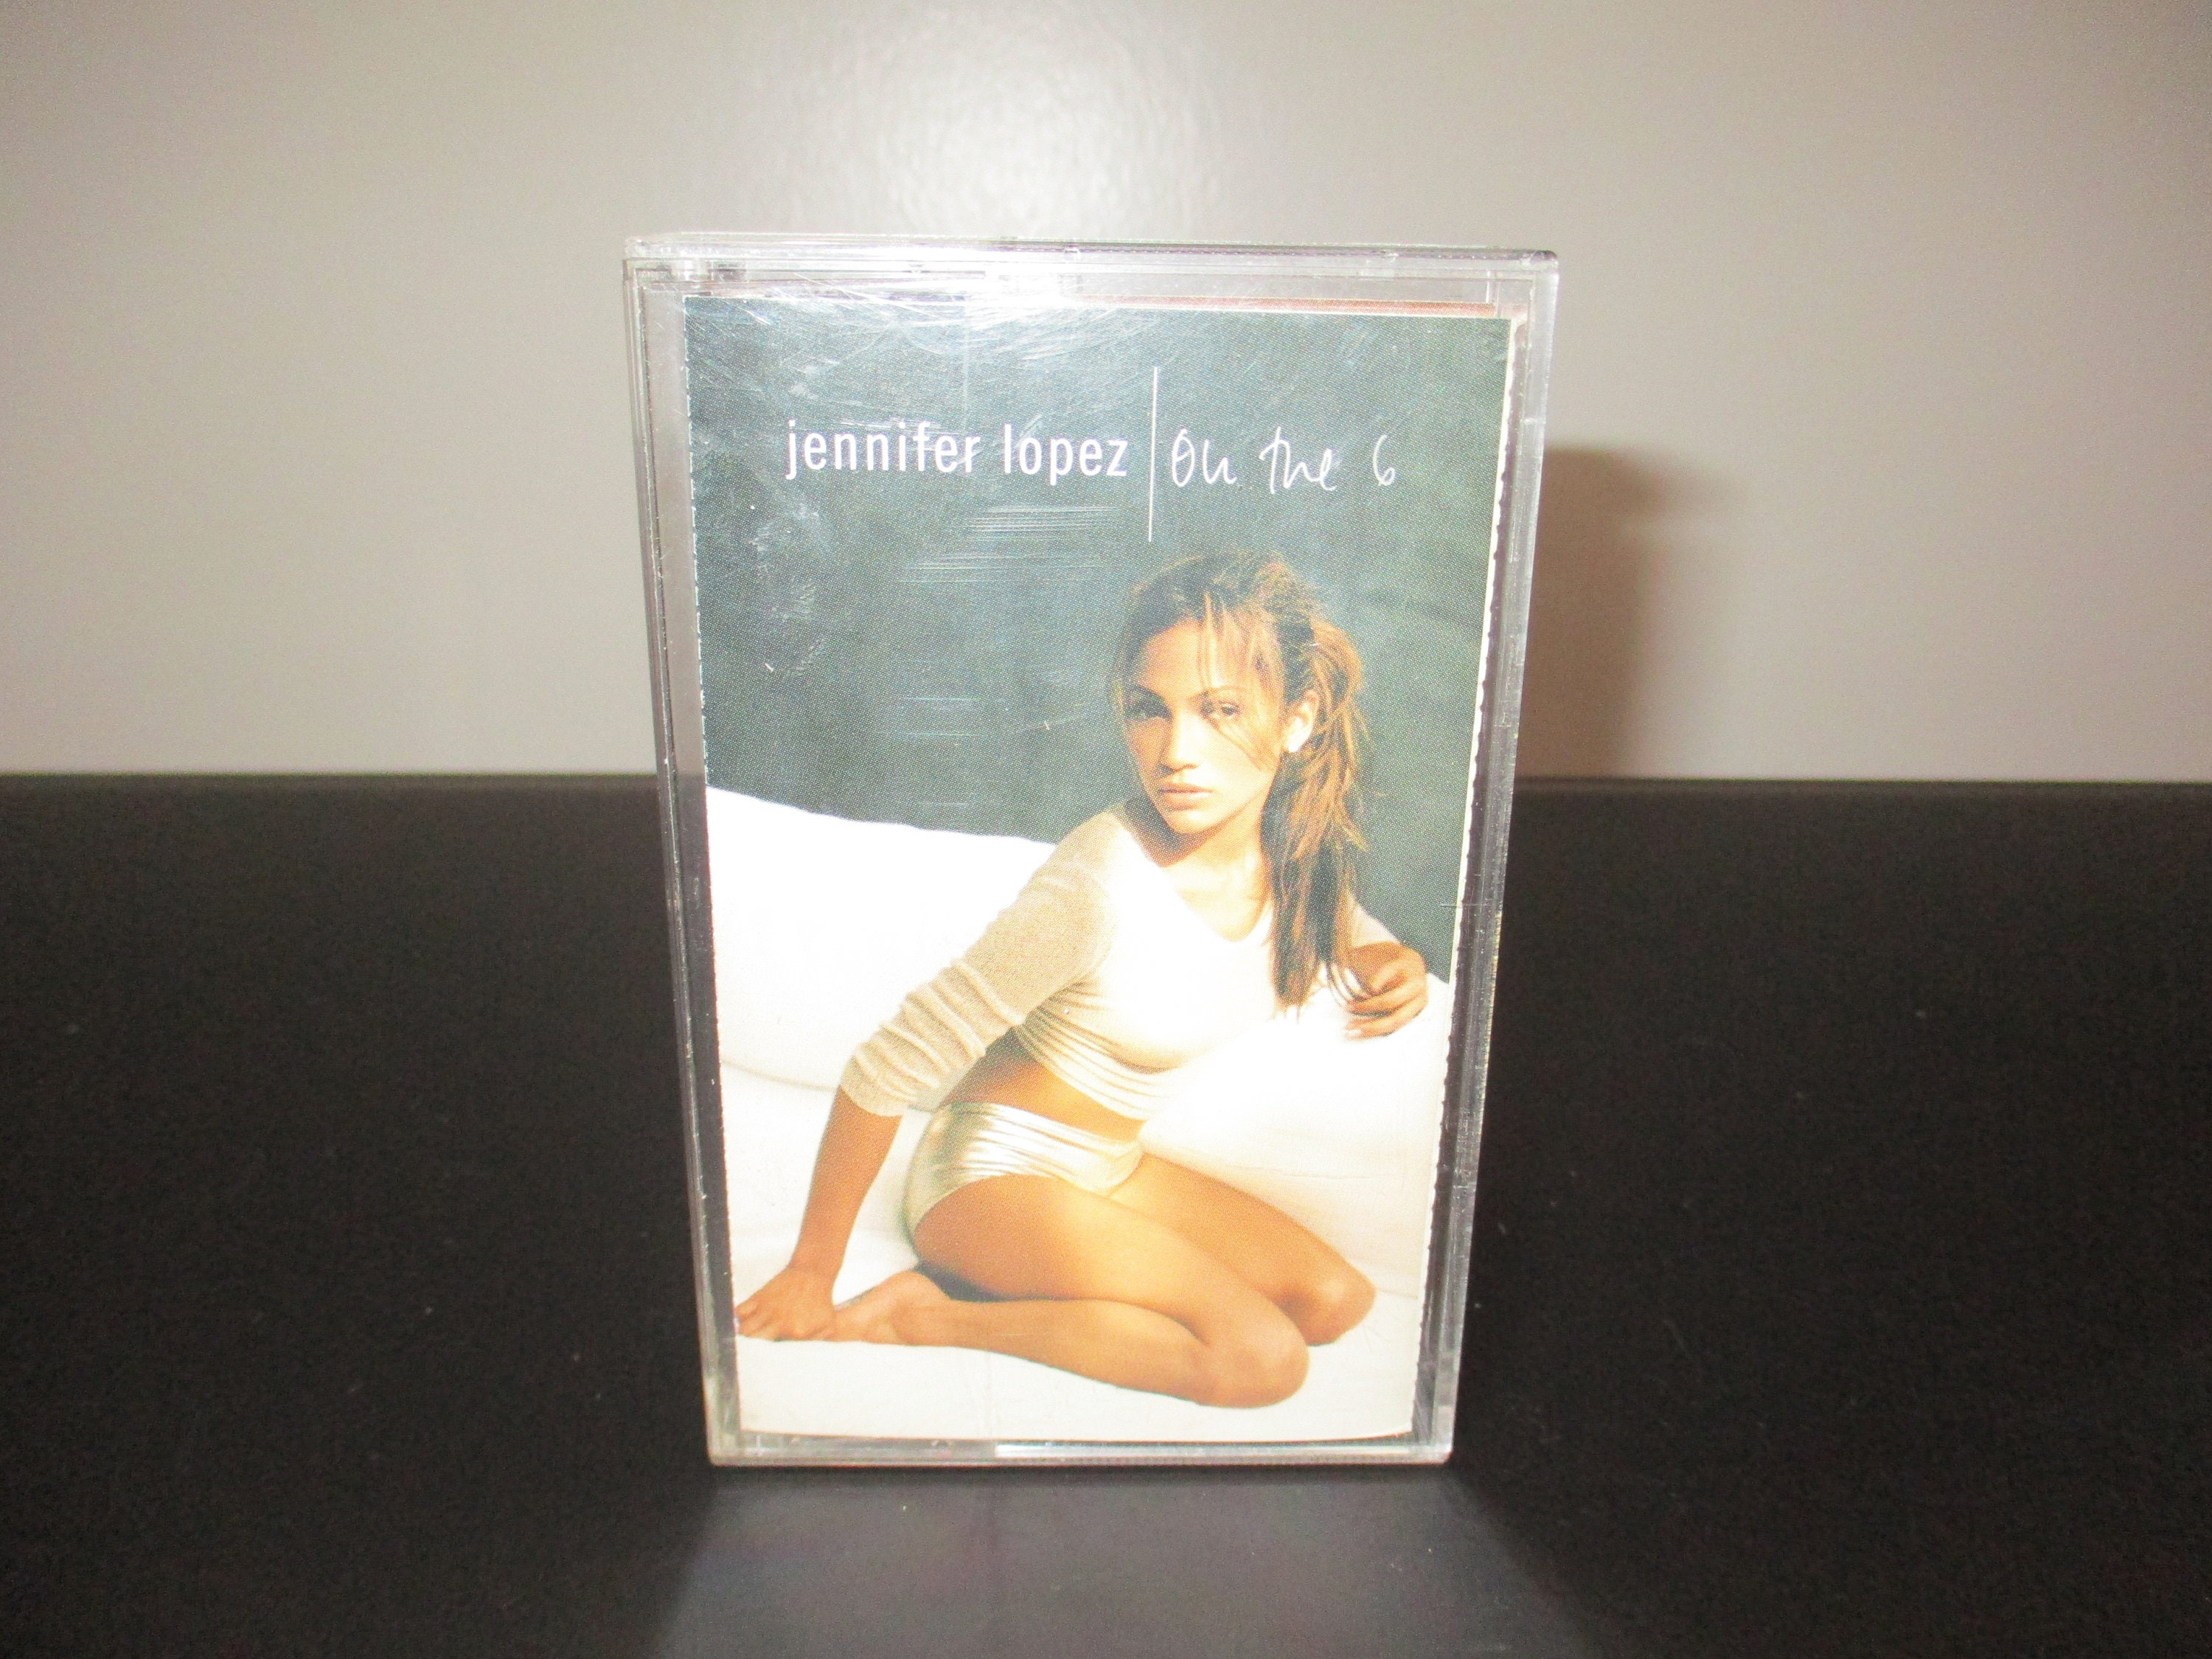 jennifer lopez | On the 6